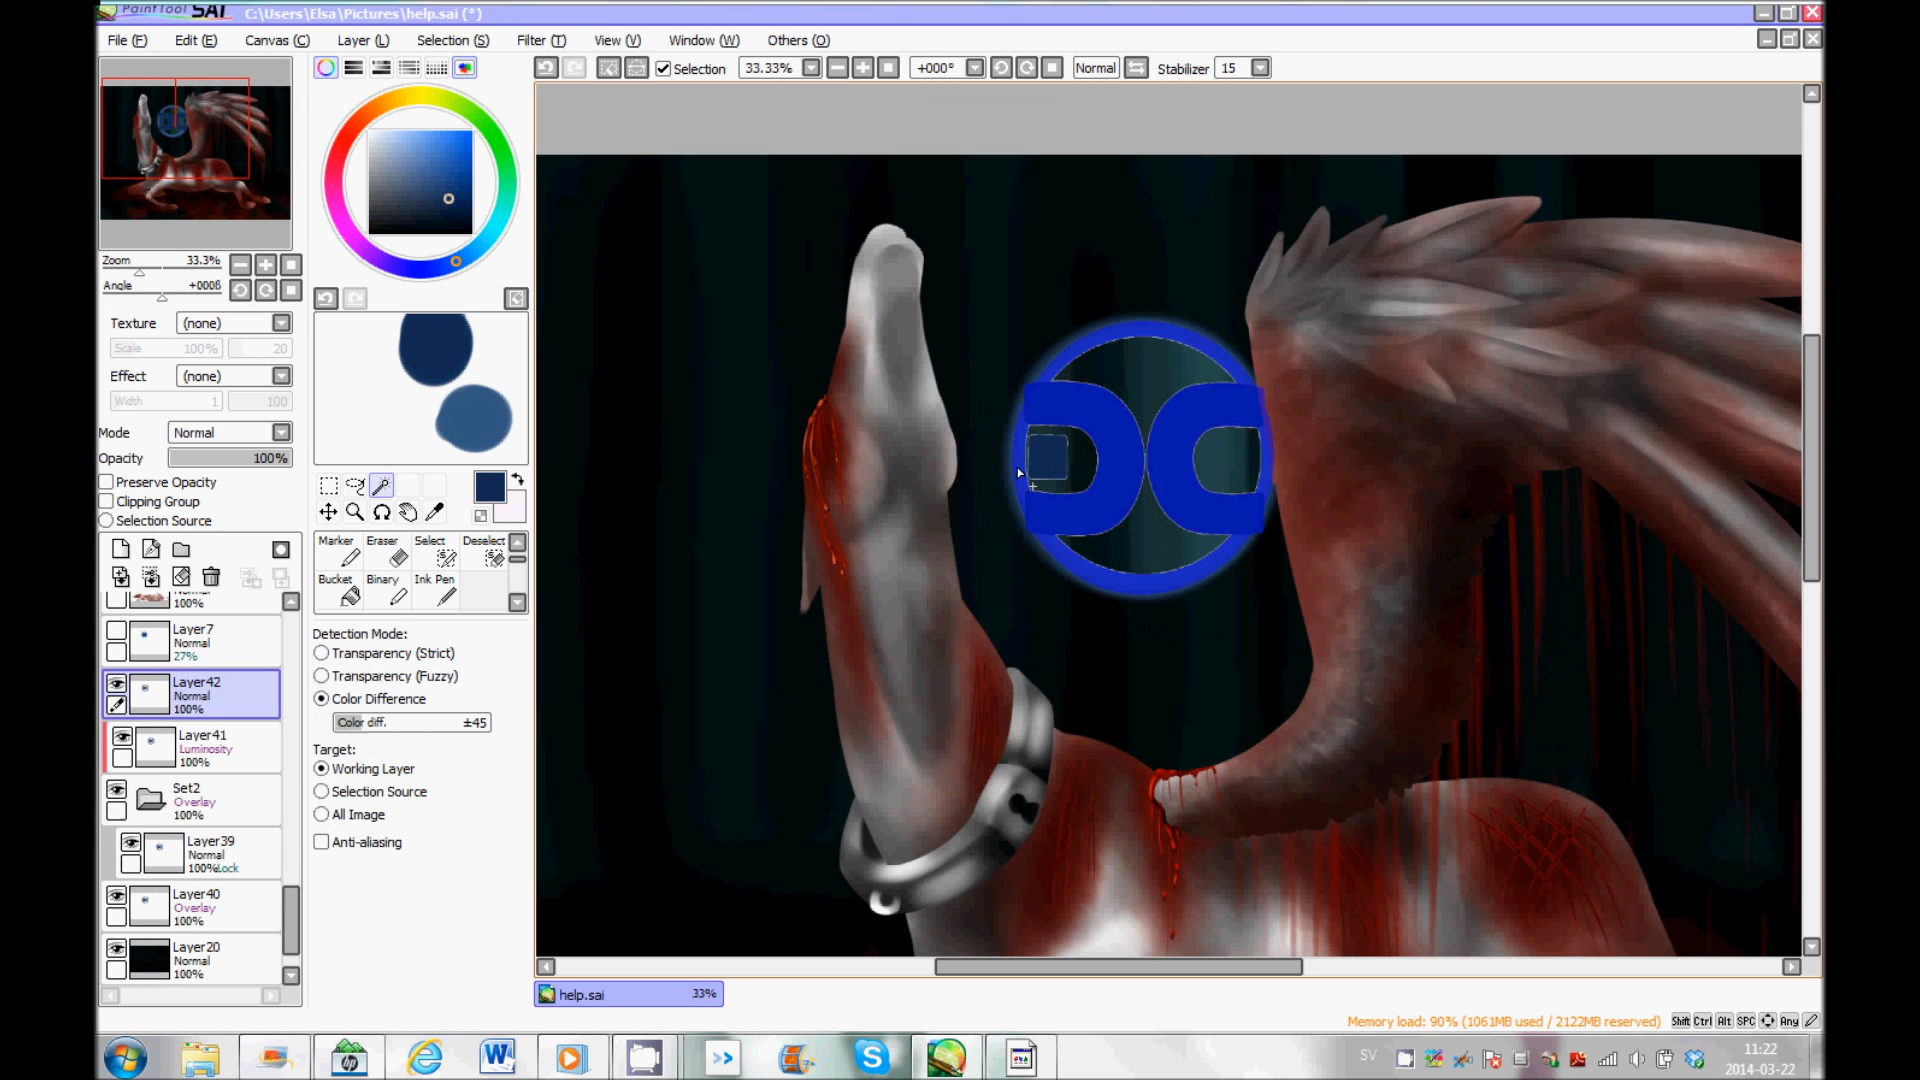 PaintTool SAI C:\Users\Elsa\Pictures\help.sai (*)
File (F) Edit (E) Canvas (C) Layer (L) Selection (S) Filter (T) View (V) Window (W) Others (O)
Selection 33.33% +000° Normal Stabilizer 15
Zoom 33.3%
Angle +000ß
Texture (none)
Scale 100% 20
Effect (none)
Width 1 100
Mode Normal
Opacity 100%
Preserve Opacity
Clipping Group
Selection Source
Marker Eraser Select Deselect
Bucket Binary Ink Pen
Normal
100%
Layer7
Normal
27%
Layer42
Normal
100%
Layer41
Luminosity
100%
Set2
Overlay
100%
Layer39
Normal
100%Lock
Layer40
Overlay
100%
Layer20
Normal
100%
Detection Mode:
Transparency (Strict)
Transparency (Fuzzy)
Color Difference
Color diff. ±45
Target:
Working Layer
Selection Source
All Image
Anti-aliasing
help.sai 33%
Memory load: 90% (1061MB used / 2122MB reserved) Shift Ctrl Alt SPC Any
SV
11:22
2014-03-22